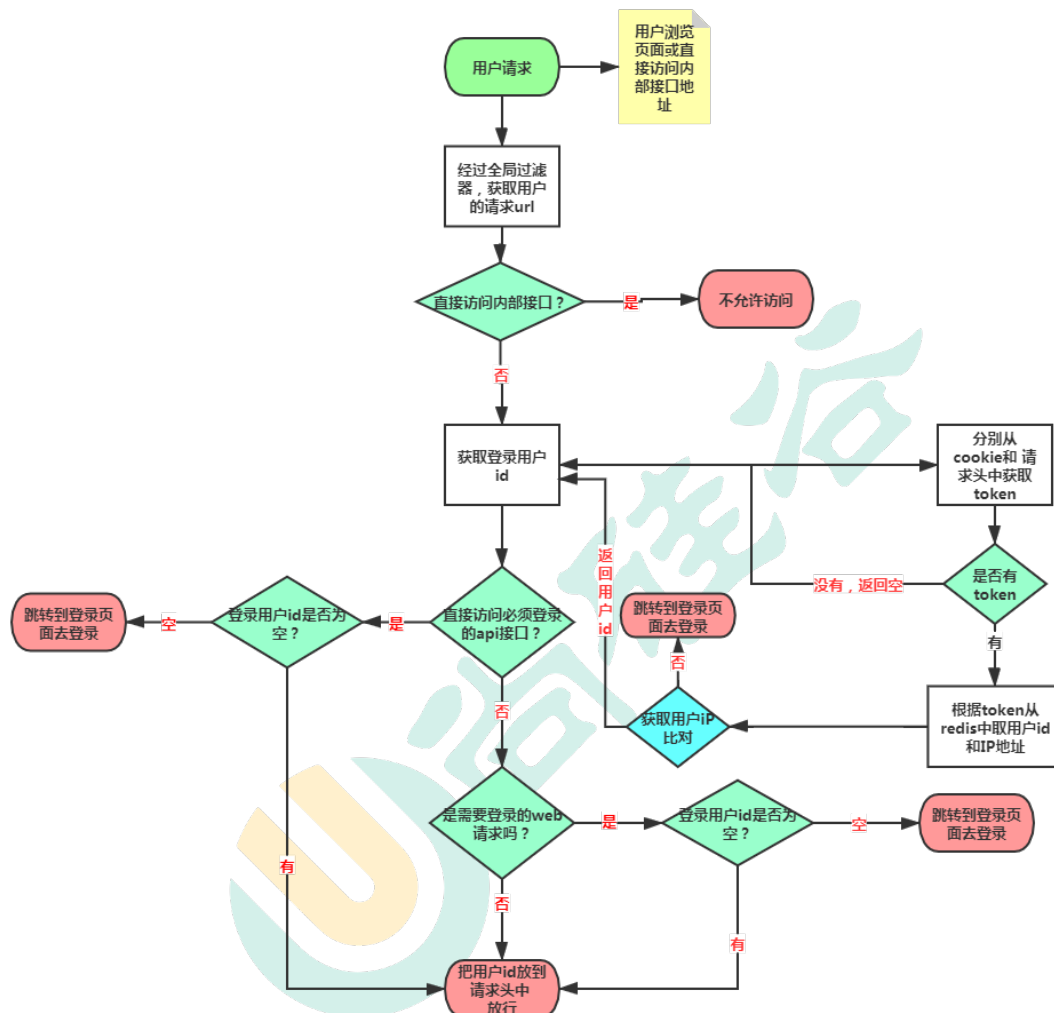 用户请求
用户浏览
页面或直
接访问内
部接口地
址
经过全局过滤
器，获取用户
的请求url
直接访问内部接口？
是
不允许访问
否
获取登录用户
id
分别从
cookie和 请
求头中获取
token
是否有
token
没有，返回空
有
根据token从
redis中取用户id
和IP地址
获取用户iP
比对
否
跳转到登录页
面去登录
返
回
用
户
id
直接访问必须登录
的api接口？
是
登录用户id是否为
空？
空
跳转到登录页
面去登录
有
否
是需要登录的web
请求吗？
是
登录用户id是否为
空？
空
跳转到登录页
面去登录
有
否
把用户id放到
请求头中
放行
尚硅谷